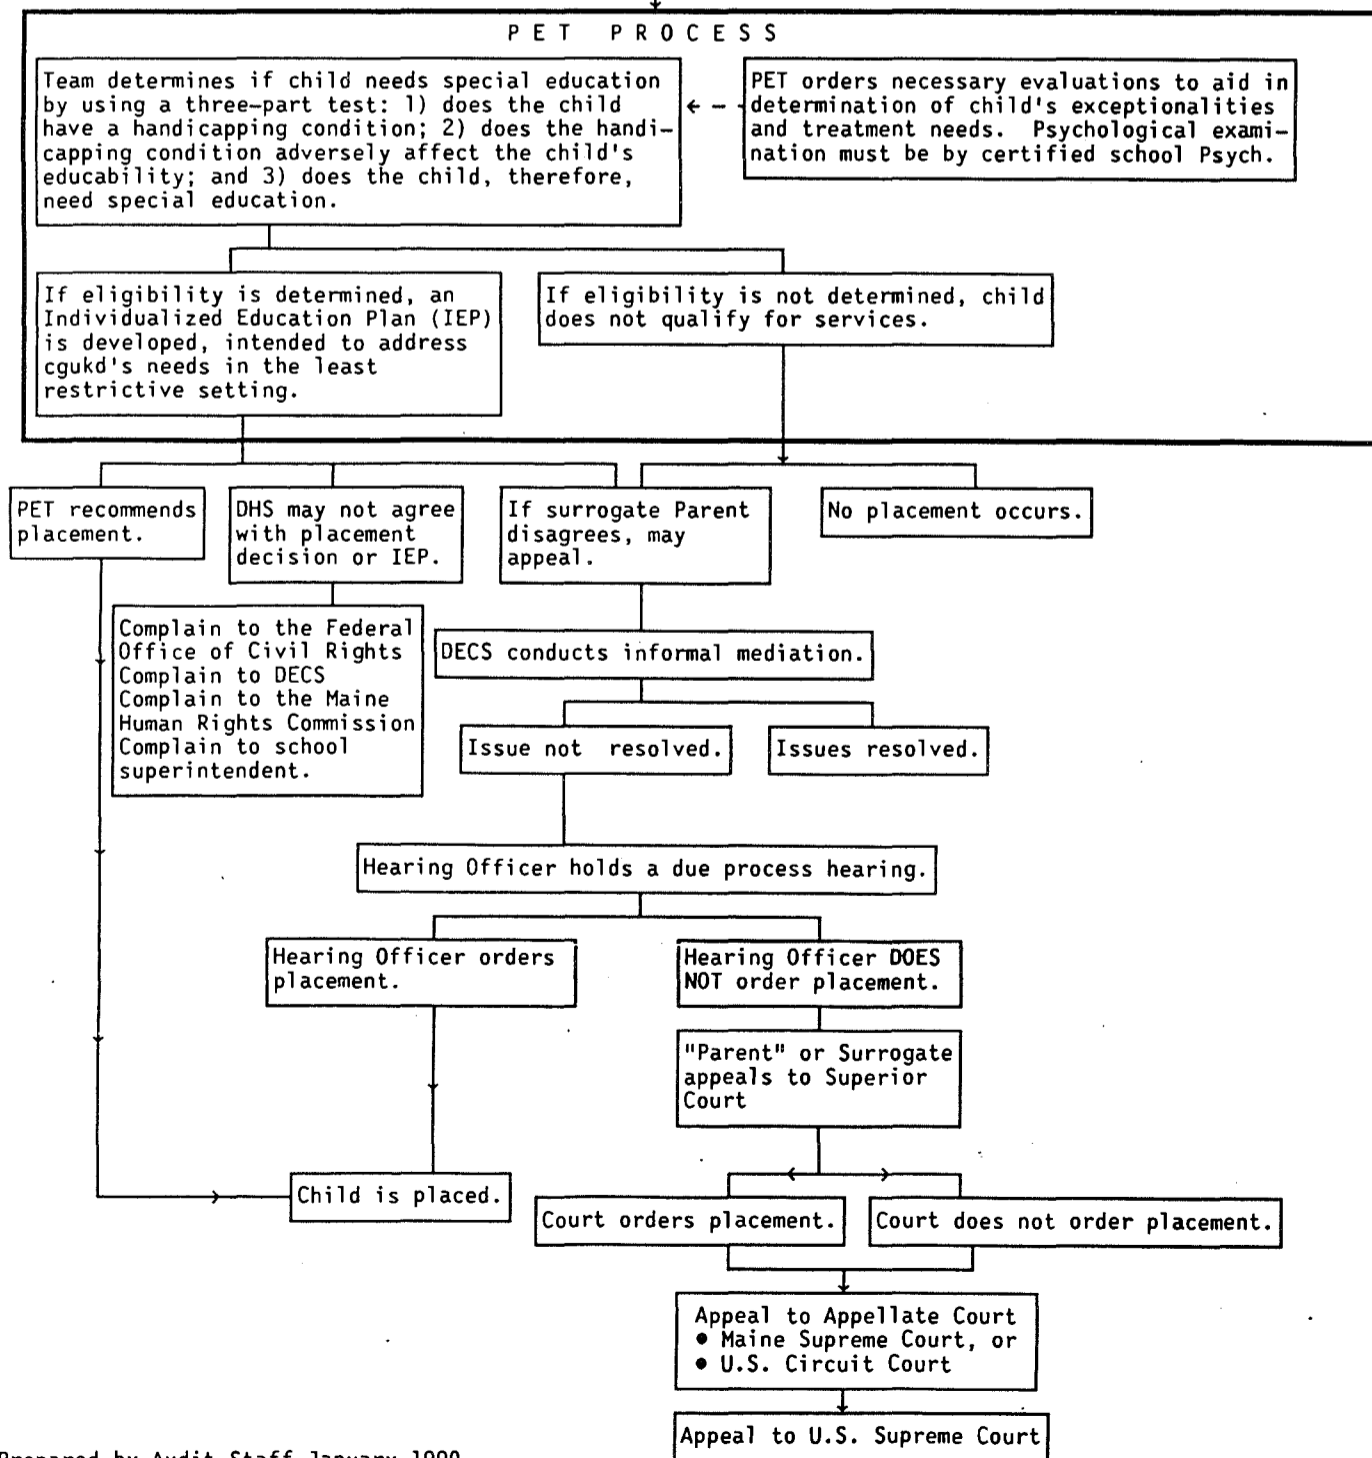 PET PROCESS
Team determines if child needs special education
by using a three-part test: 1) does the child
have a handicapping condition; 2) does the handi-
capping condition adversely affect the child's
educability; and 3) does the child, therefore,
need special education.
PET orders necessary evaluations to aid in
determination of child's exceptionalities
and treatment needs. Psychological exami-
nation must be by certified school Psych.
If eligibility is determined, an
Individualized Education Plan (IEP)
is developed, intended to address
cgukd's needs in the least
restrictive setting.
If eligibility is not determined, child
does not qualify for services.
PET recommends
placement.
DHS may not agree
with placement
decision or IEP.
If surrogate Parent
disagrees, may
appeal.
No placement occurs.
Complain to the Federal
Office of Civil Rights
Complain to DECS
Complain to the Maine
Human Rights Commission
Complain to school
superintendent.
DECS conducts informal mediation.
Issue not resolved.
Issues resolved.
Hearing Officer holds a due process hearing.
Hearing Officer orders
placement.
Hearing Officer DOES
NOT order placement.
"Parent" or Surrogate
appeals to Superior
Court
Child is placed.
Court orders placement.
Court does not order placement.
Appeal to Appellate Court
• Maine Supreme Court, or
• U.S. Circuit Court
Appeal to U.S. Supreme Court
Prepared by Audit Staff January 1990